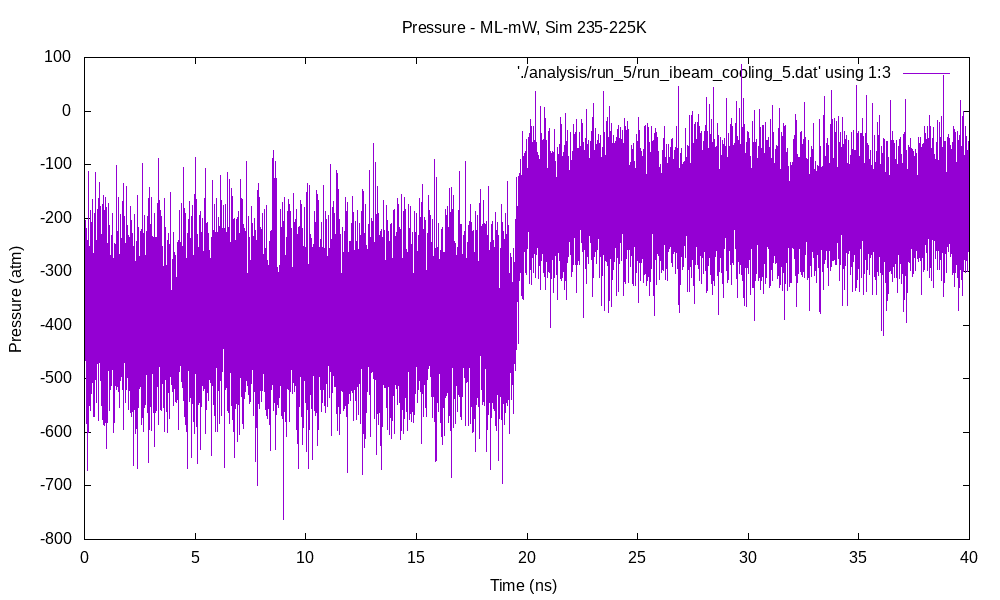 Pressure - ML-mW, Sim 235-225K
'./analysis/run_5/run_ibeam_cooling_5.dat' using 1:3
100
0
-100
-200
-300
-400
-500
-600
-700
-800
Pressure (atm)
0 5 10 15 20 25 30 35 40
Time (ns)